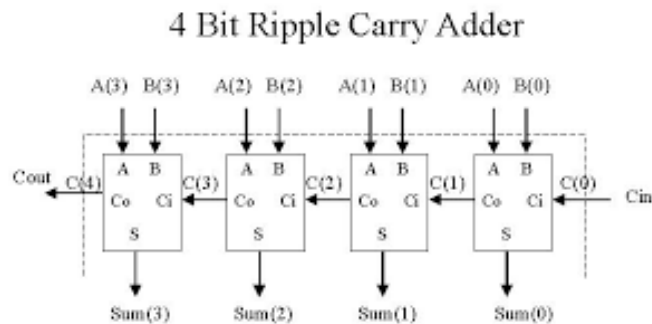 4 Bit Ripple Carry Adder
A(3) B(3) A(2) B(2) A(1) B(1) A(0) B(0)
A B A B A B A B
Cout C(4) C(3) C(2) C(1) C(0) Cin
Co Ci Co Ci Co Ci Co Ci
S S S S
Sum(3) Sum(2) Sum(1) Sum(0)